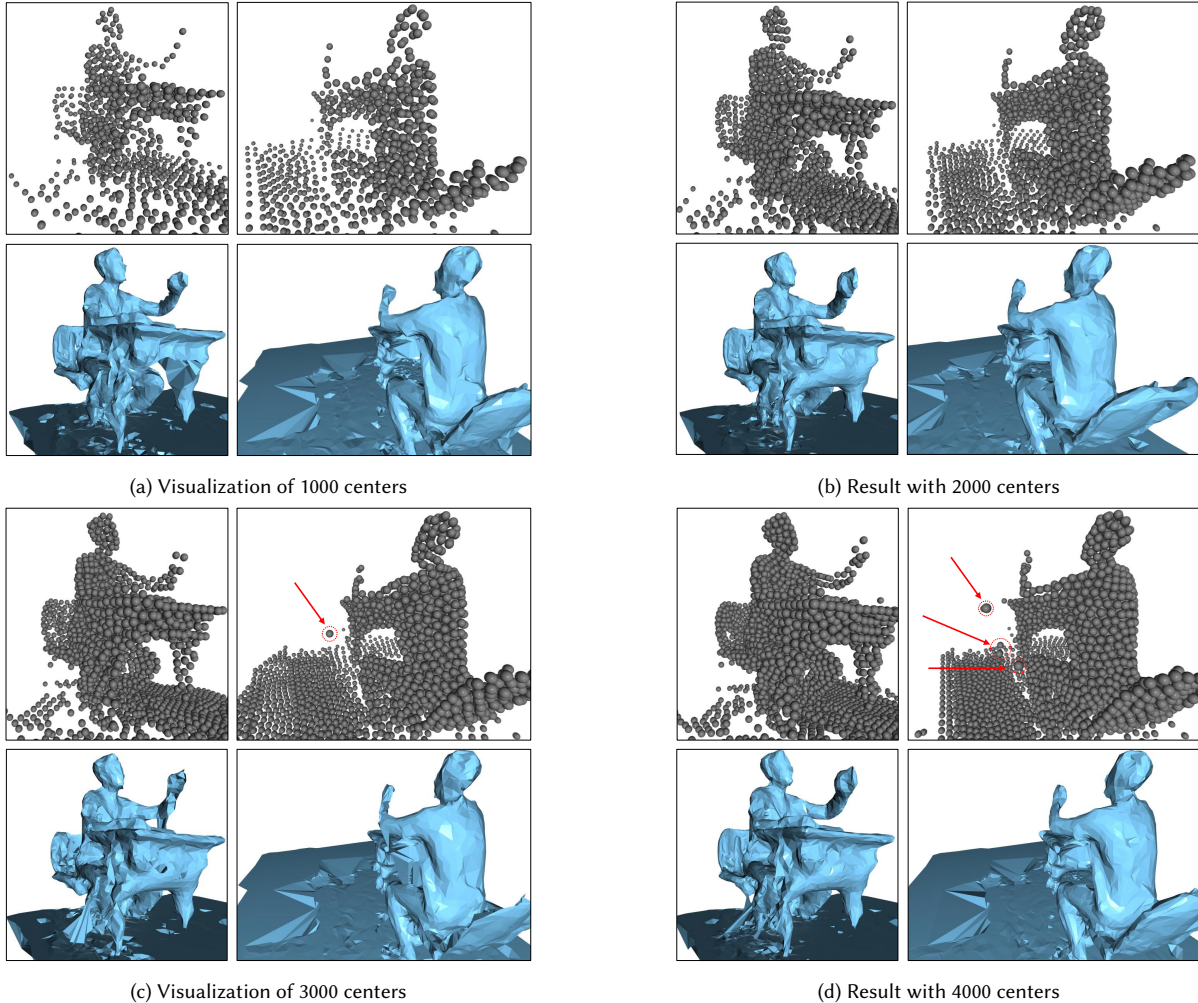 (a) Visualization of 1000 centers
(b) Result with 2000 centers
(c) Visualization of 3000 centers
(d) Result with 4000 centers